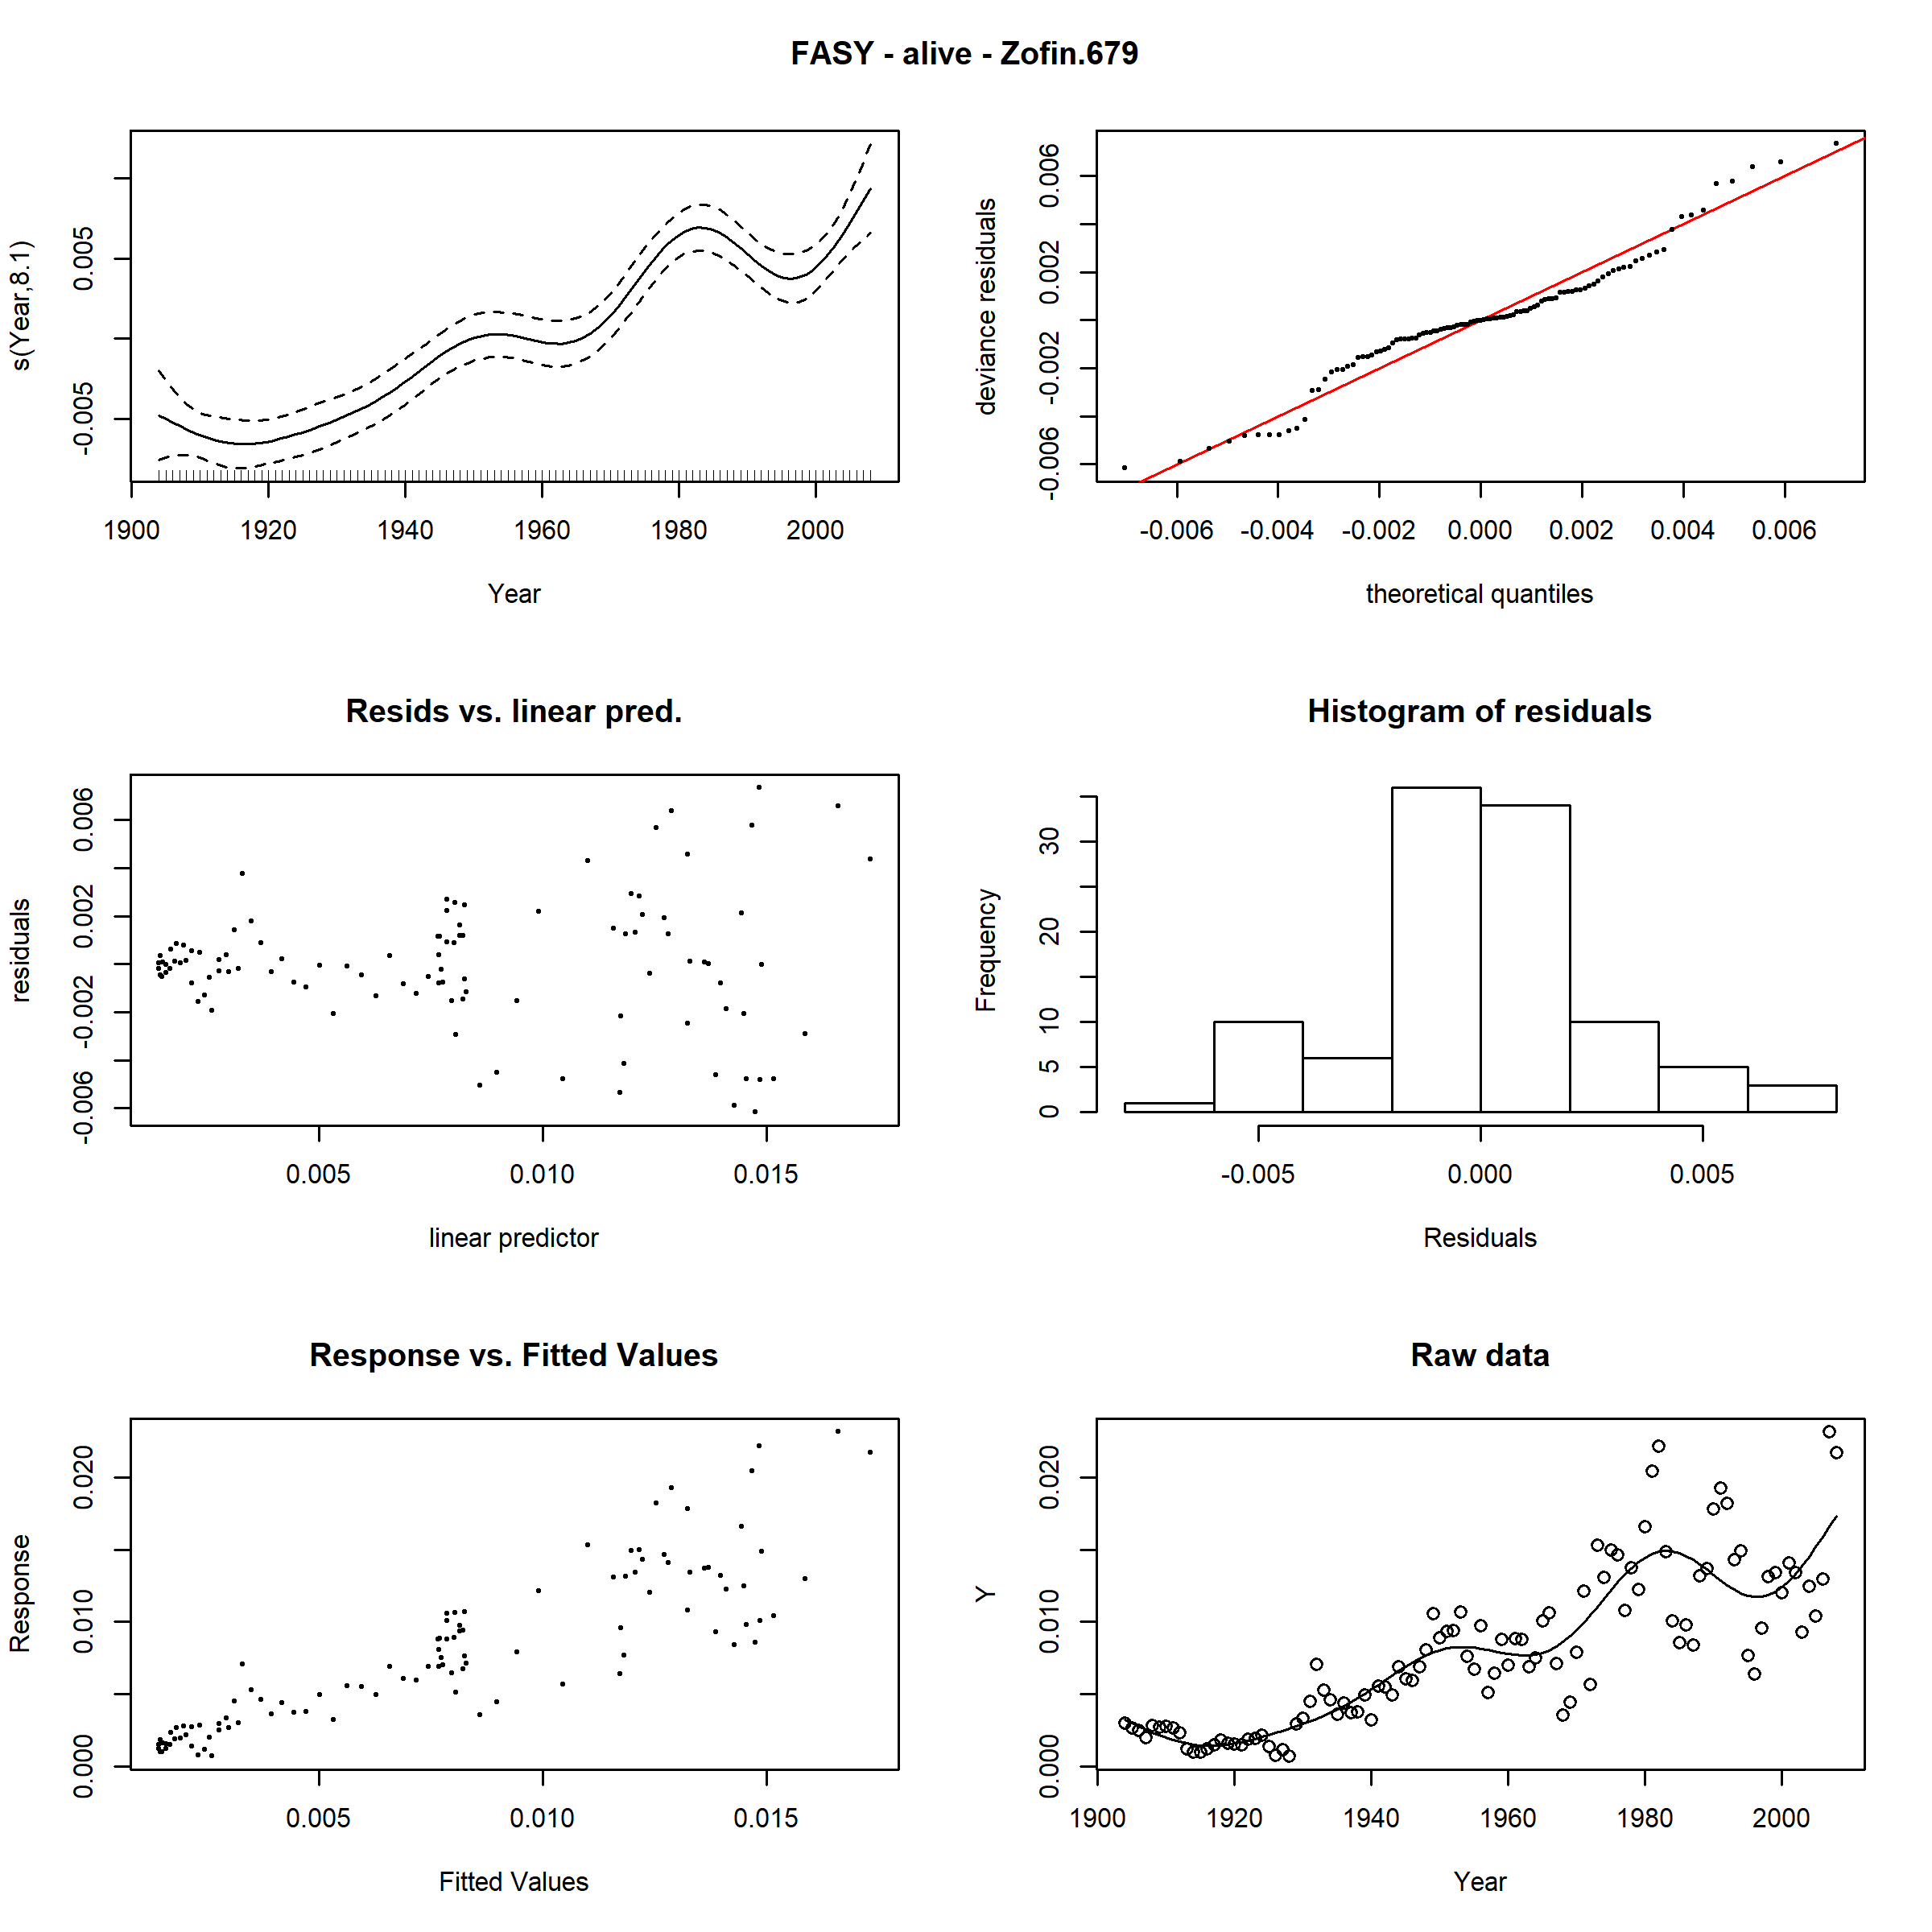 FASY - alive - Zofin.679
s(Year,8.1)
-0.005 0.005
1900 1920 1940 1960 1980 2000
Year
deviance residuals
-0.006 -0.002 0.002 0.006
-0.006 -0.004 -0.002 0.000 0.002 0.004 0.006
theoretical quantiles
Resids vs. linear pred.
residuals
-0.006 -0.002 0.002 0.006
0.005 0.010 0.015
linear predictor
Histogram of residuals
Frequency
0 5 10 20 30
-0.005 0.000 0.005
Residuals
Response vs. Fitted Values
Response
0.000 0.010 0.020
0.005 0.010 0.015
Fitted Values
Raw data
Y
0.000 0.010 0.020
1900 1920 1940 1960 1980 2000
Year